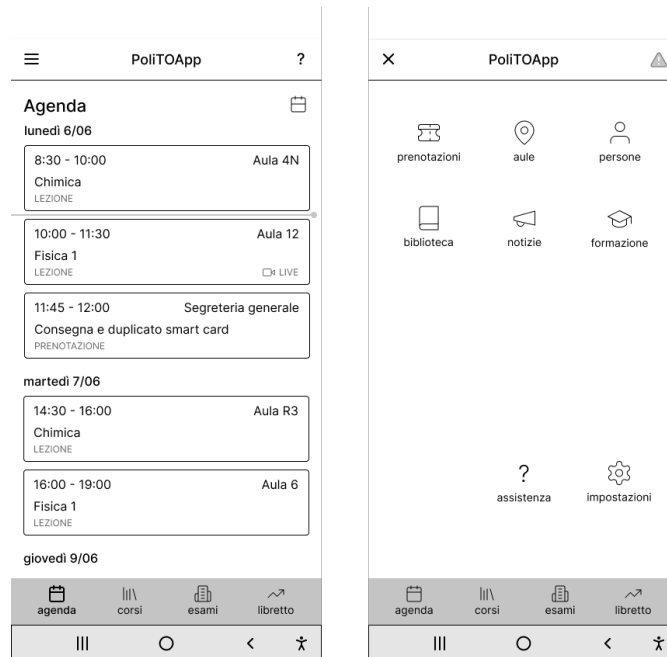 PoliTOApp ?
Agenda
lunedì 6/06
8:30 - 10:00 Aula 4N
Chimica
LEZIONE
10:00 - 11:30 Aula 12
Fisica 1
LEZIONE LIVE
11:45 - 12:00 Segreteria generale
Consegna e duplicato smart card
PRENOTAZIONE
martedì 7/06
14:30 - 16:00 Aula R3
Chimica
LEZIONE
16:00 - 19:00 Aula 6
Fisica 1
LEZIONE
giovedì 9/06
agenda corsi esami libretto
PoliTOApp
prenotazioni aule persone
biblioteca notizie formazione
?
assistenza impostazioni
agenda corsi esami libretto